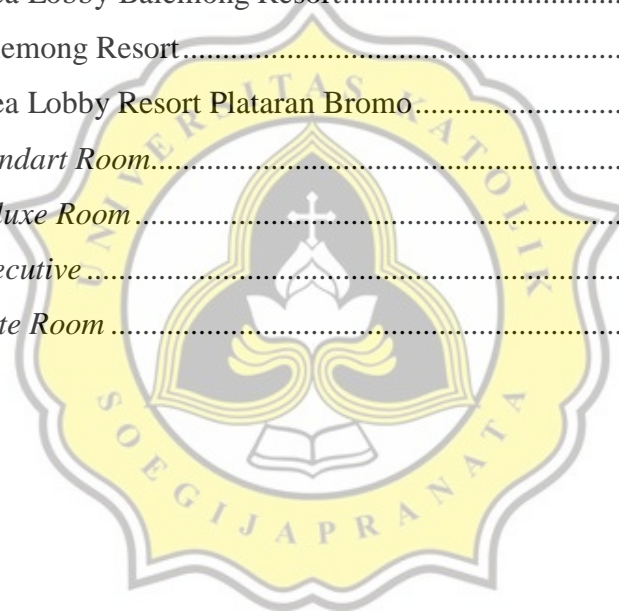 ea Lobby Balemong Resort................................
emong Resort................................
ea Lobby Resort Plataran Bromo................................
ndart Room................................
luxe Room................................
ecutive................................
te Room................................
UNIVERSITAS KATOLIK
SOEGIJAPRANATA